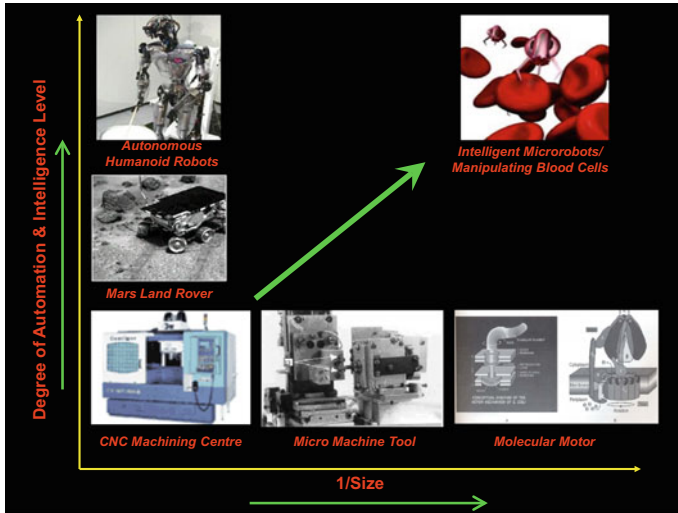 Degree of Automation & Intelligence Level
Autonomous
Humanoid Robots
Intelligent Microrobots/
Manipulating Blood Cells
Mars Land Rover
CNC Machining Centre
Micro Machine Tool
Molecular Motor
1/Size